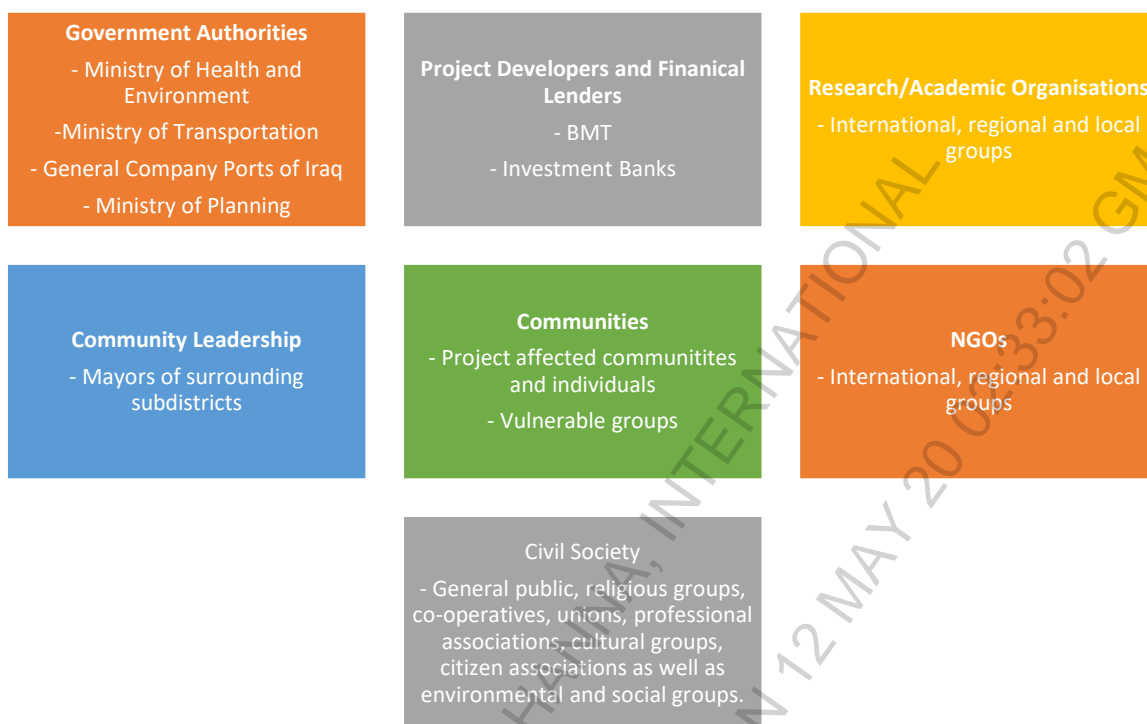 Government Authorities
- Ministry of Health and
Environment
-Ministry of Transportation
- General Company Ports of Iraq
- Ministry of Planning
Project Developers and Finanical
Lenders
- BMT
- Investment Banks
Research/Academic Organisations
- International, regional and local
groups
Community Leadership
- Mayors of surrounding
subdistricts
Communities
- Project affected communitites
and individuals
- Vulnerable groups
NGOs
- International, regional and local
groups
Civil Society
- General public, religious groups,
co-operatives, unions, professional
associations, cultural groups,
citizen associations as well as
environmental and social groups.
HANNA, INTERNATIONAL
N 12 MAY 20 02:33:02 GM